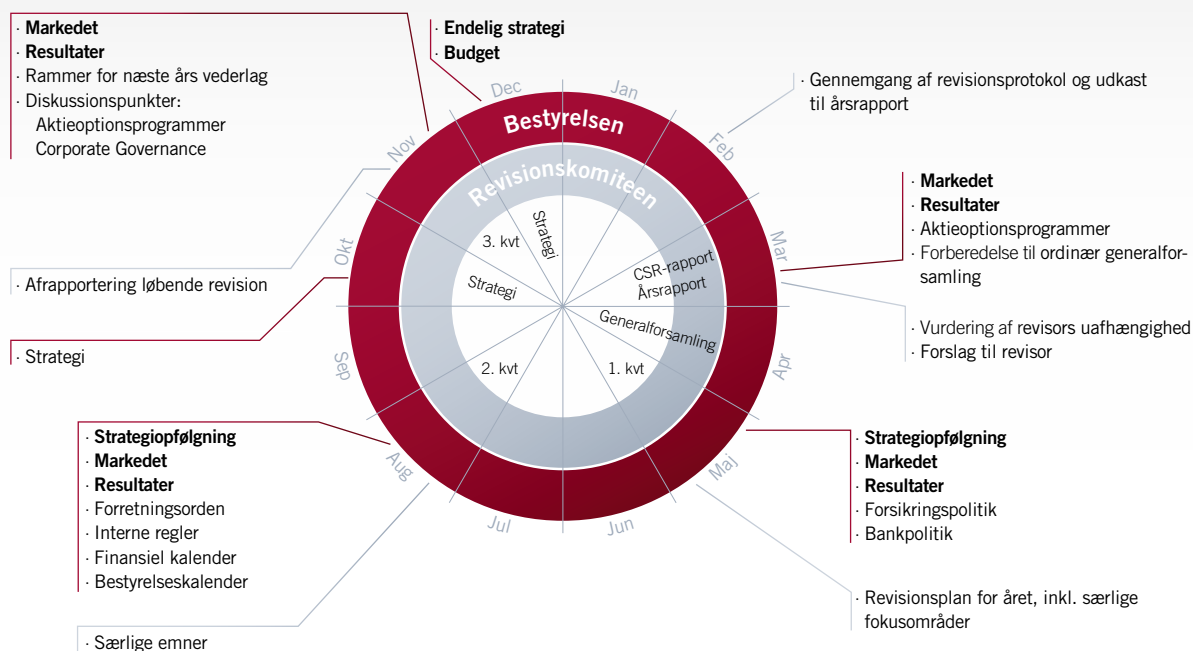 · Markedet
· Resultater
· Rammer for næste års vederlag
· Diskussionspunkter:
Aktieoptionsprogrammer
Corporate Governance
· Endelig strategi
· Budget
· Gennemgang af revisionsprotokol og udkast
til årsrapport
· Markedet
· Resultater
· Aktieoptionsprogrammer
· Forberedelse til ordinær generalfor-
samling
· Vurdering af revisors uafhængighed
· Forslag til revisor
· Strategiopfølgning
· Markedet
· Resultater
· Forsikringspolitik
· Bankpolitik
· Revisionsplan for året, inkl. særlige
fokusområder
· Særlige emner
· Strategiopfølgning
· Markedet
· Resultater
· Forretningsorden
· Interne regler
· Finansiel kalender
· Bestyrelseskalender
· Strategi
· Afrapportering løbende revision
Jan
Feb
Mar
Apr
Maj
Jun
Jul
Aug
Sep
Okt
Nov
Dec
Bestyrelsen
Revisionskomiteen
Strategi
3. kvt
Strategi
2. kvt
1. kvt
Generalforsamling
CSR-rapport
Årsrapport